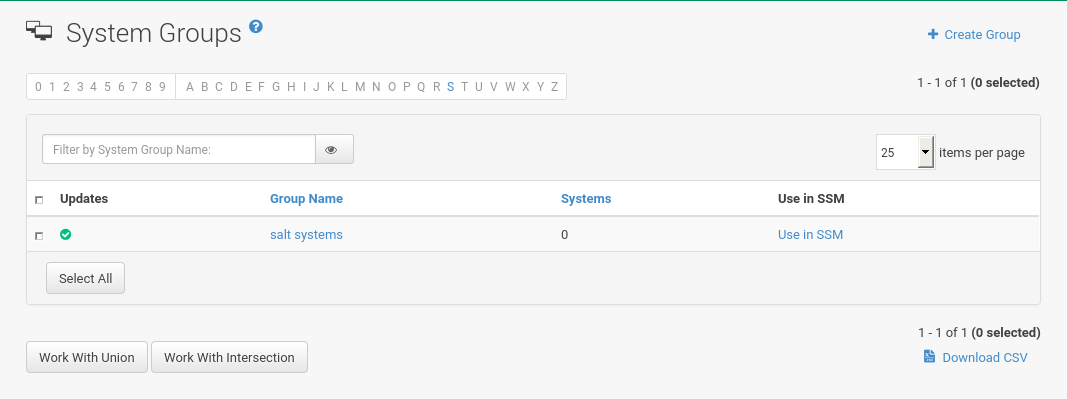 System Groups ?
+ Create Group
0 1 2 3 4 5 6 7 8 9 A B C D E F G H I J K L M N O P Q R S T U V W X Y Z
1 - 1 of 1 (0 selected)
Filter by System Group Name:
25 items per page
Updates Group Name Systems Use in SSM
salt systems 0 Use in SSM
Select All
1 - 1 of 1 (0 selected)
Work With Union Work With Intersection
Download CSV